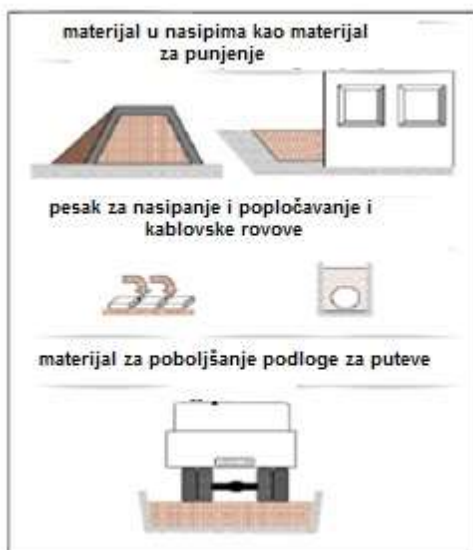 materijal u nasipima kao materijal
za punjenje
pesak za nasipanje i popločavanje i
kablovske rovove
materijal za poboljšanje podloge za puteve